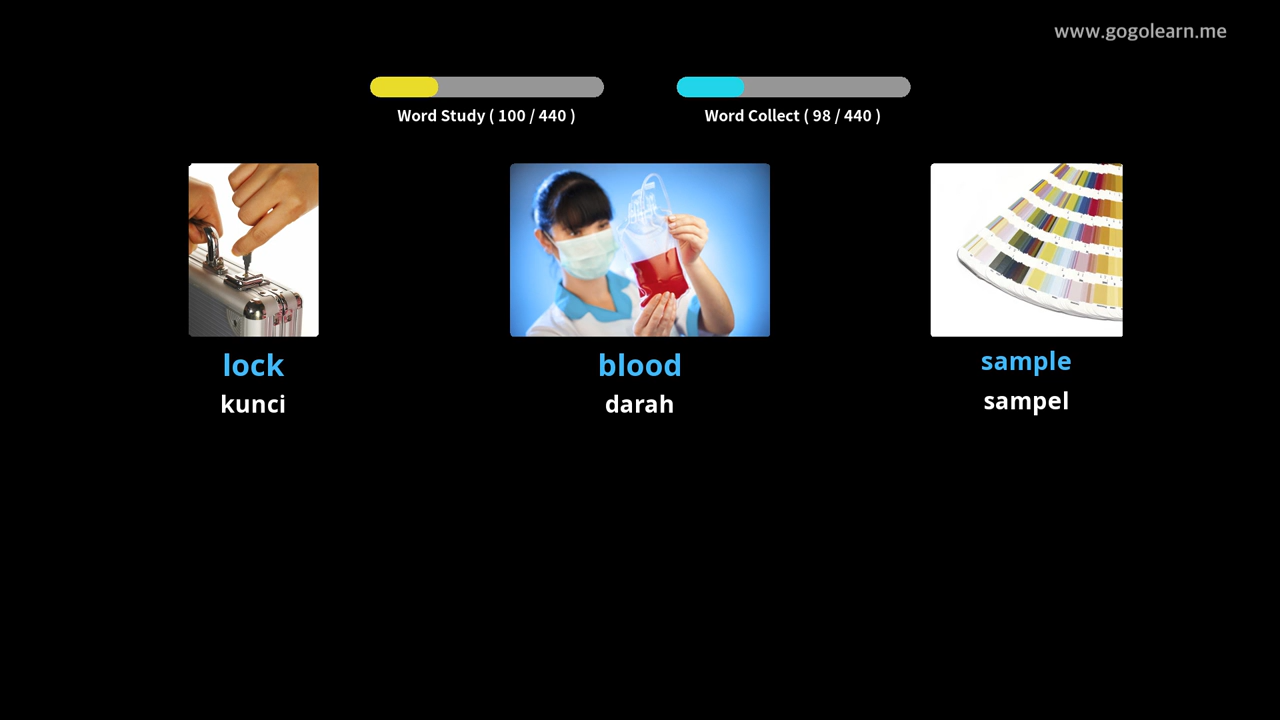 www.gogolearn.me
Word Study ( 100 / 440 )
Word Collect ( 98 / 440 )
lock
kunci
blood
darah
sample
sampel